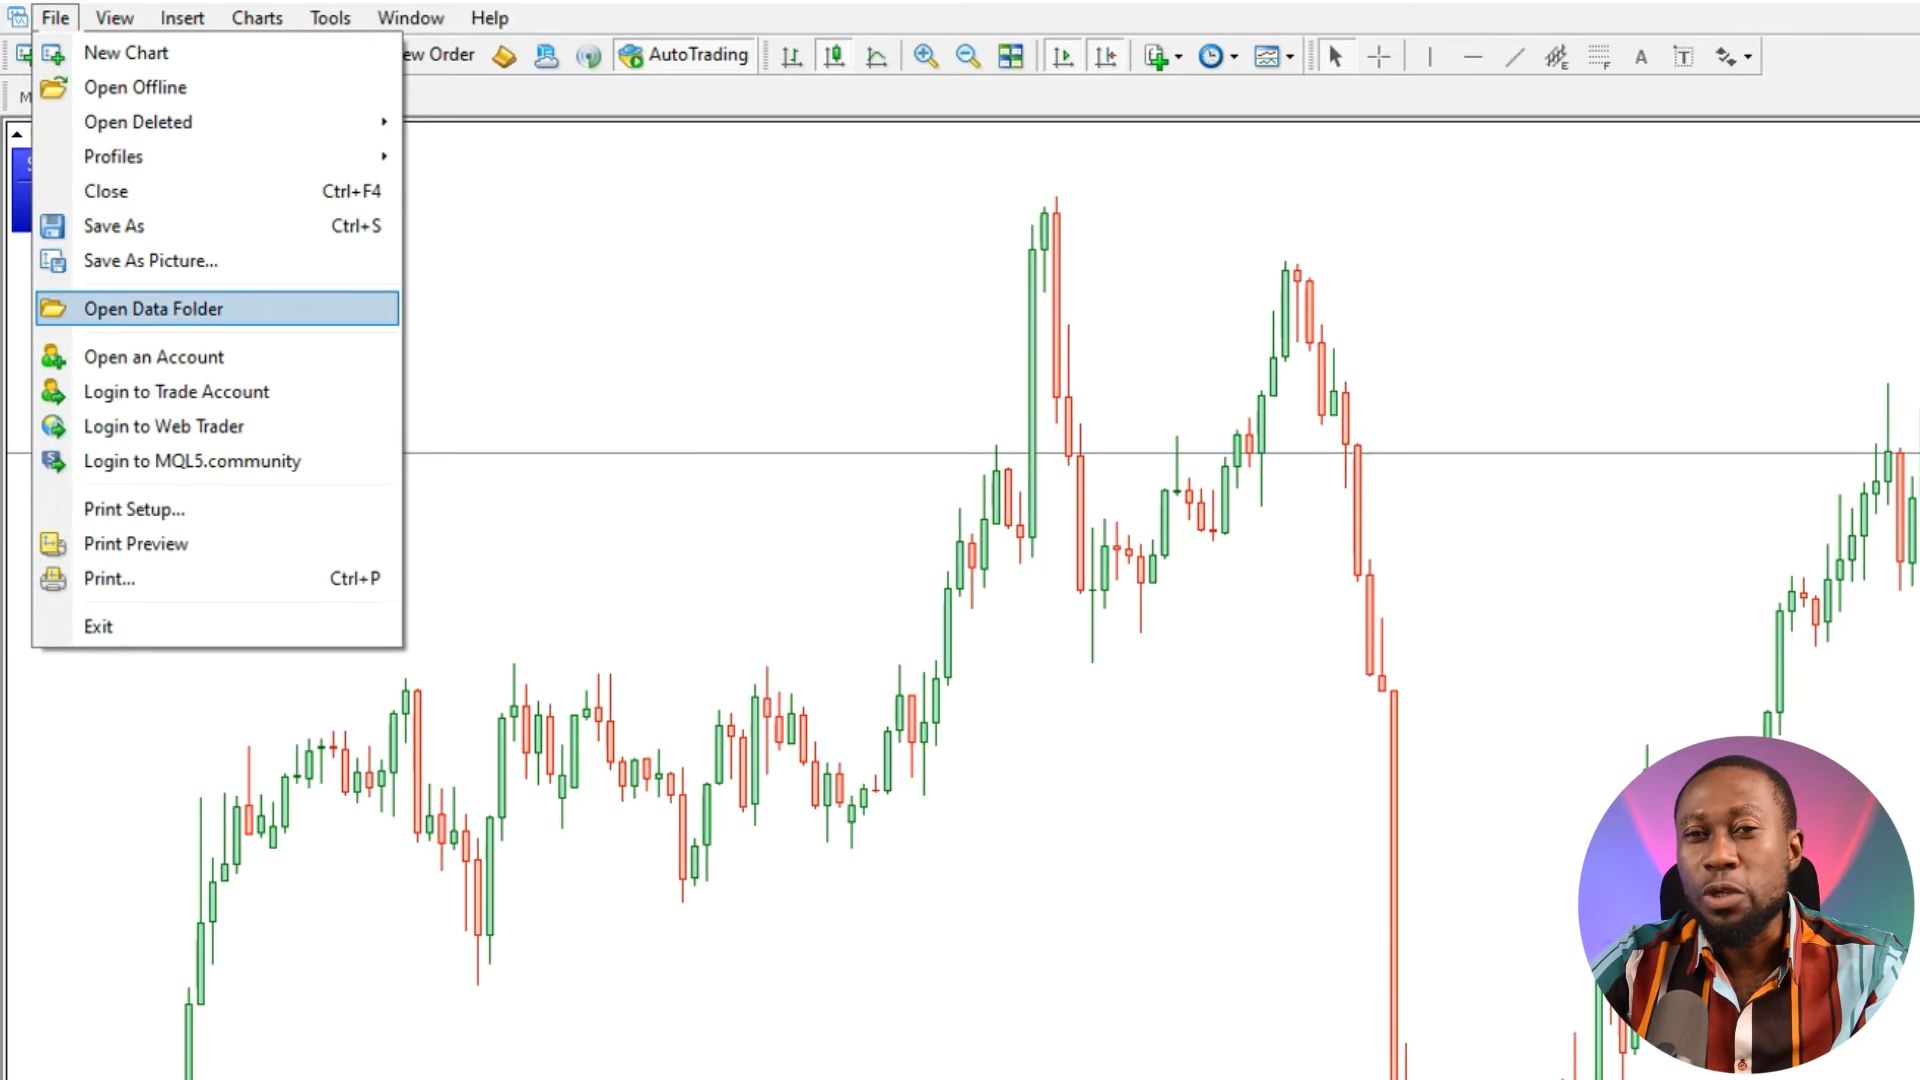 File View Insert Charts Tools Window Help
ew Order AutoTrading
M
New Chart
Open Offline
Open Deleted
Profiles
Close Ctrl+F4
Save As Ctrl+S
Save As Picture...
Open Data Folder
Open an Account
Login to Trade Account
Login to Web Trader
Login to MQL5.community
Print Setup...
Print Preview
Print... Ctrl+P
Exit